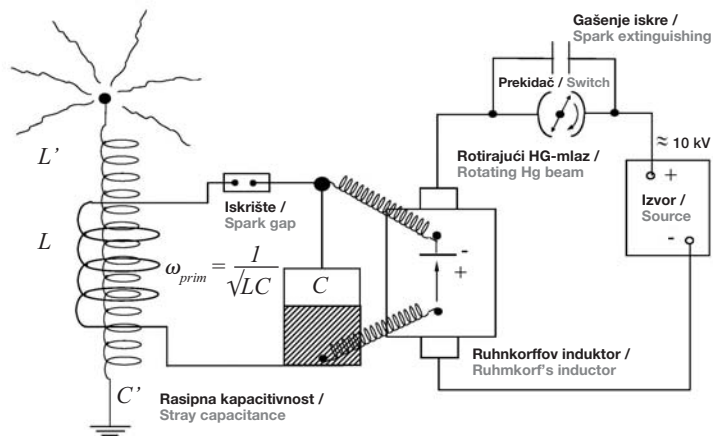 Gašenje iskre /
Spark extinguishing
Prekidač / Switch
≈ 10 kV
Rotirajući HG-mlaz /
Rotating Hg beam
+
Izvor /
Source
-
L'
Iskrište /
Spark gap
L
ω_prim = 1/√LC
C
-
+
Ruhnkorffov induktor /
Ruhmkorf's inductor
C'
Rasipna kapacitivnost /
Stray capacitance